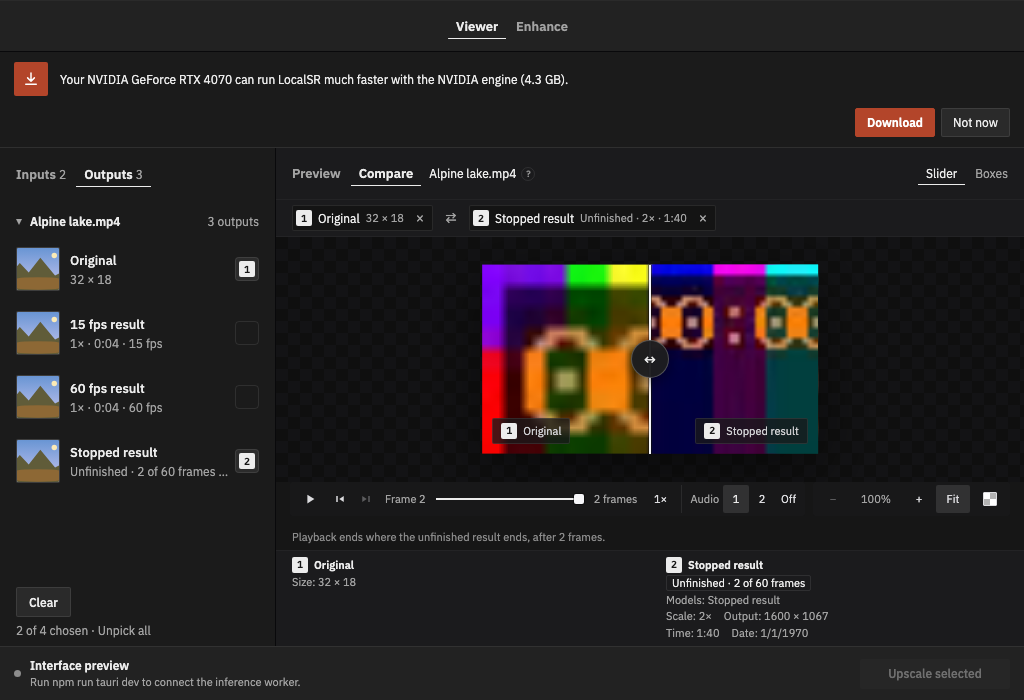 Viewer Enhance
Your NVIDIA GeForce RTX 4070 can run LocalSR much faster with the NVIDIA engine (4.3 GB).
Download Not now
Inputs 2 Outputs 3
Preview Compare Alpine lake.mp4 ?
Slider Boxes
Alpine lake.mp4 3 outputs
Original
32 × 18
1
15 fps result
1× · 0:04 · 15 fps
60 fps result
1× · 0:04 · 60 fps
Stopped result
Unfinished · 2 of 60 frames ...
2
Clear
2 of 4 chosen · Unpick all
1 Original 32 × 18 × ⇄ 2 Stopped result Unfinished · 2× · 1:40 ×
1 Original
2 Stopped result
Frame 2 2 frames 1× Audio 1 2 Off − 100% + Fit
Playback ends where the unfinished result ends, after 2 frames.
1 Original
Size: 32 × 18
2 Stopped result
Unfinished · 2 of 60 frames
Models: Stopped result
Scale: 2× Output: 1600 × 1067
Time: 1:40 Date: 1/1/1970
Interface preview
Run npm run tauri dev to connect the inference worker.
Upscale selected